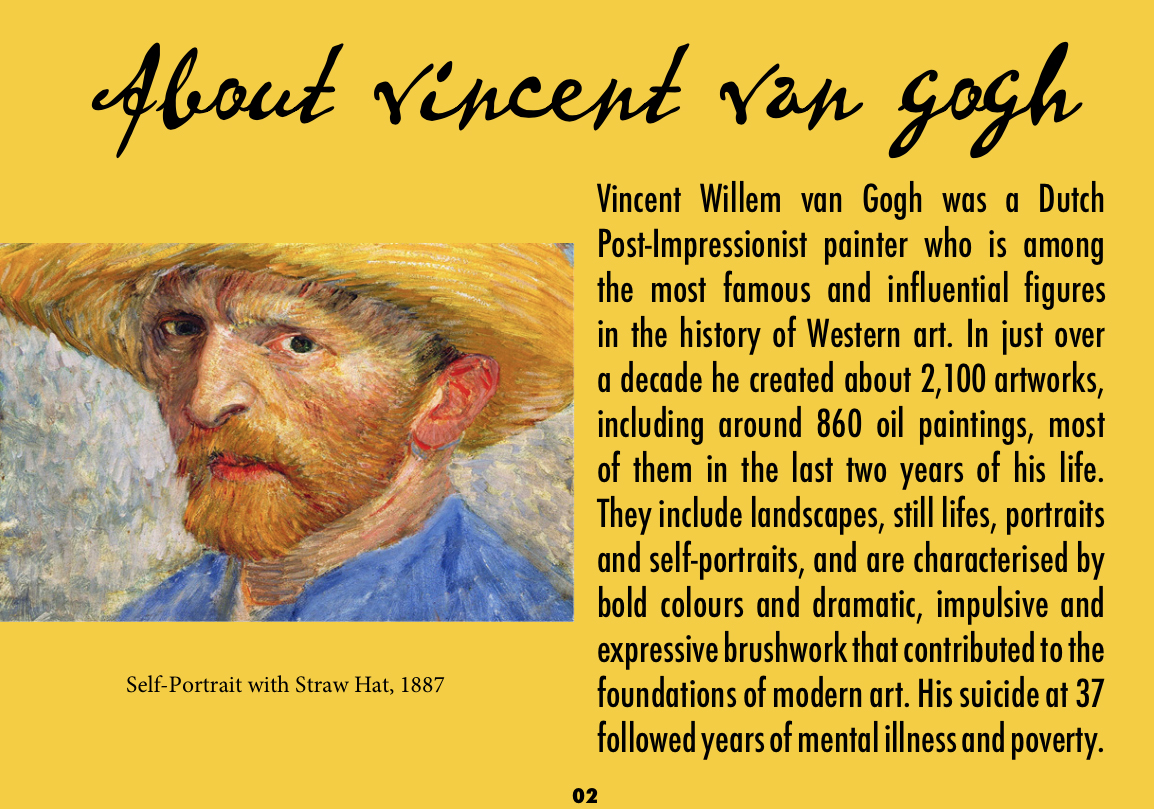 About vincent van gogh
Vincent Willem van Gogh was a Dutch
Post-Impressionist painter who is among
the most famous and influential figures
in the history of Western art. In just over
a decade he created about 2,100 artworks,
including around 860 oil paintings, most
of them in the last two years of his life.
They include landscapes, still lifes, portraits
and self-portraits, and are characterised by
bold colours and dramatic, impulsive and
expressive brushwork that contributed to the
foundations of modern art. His suicide at 37
followed years of mental illness and poverty.
Self-Portrait with Straw Hat, 1887
02